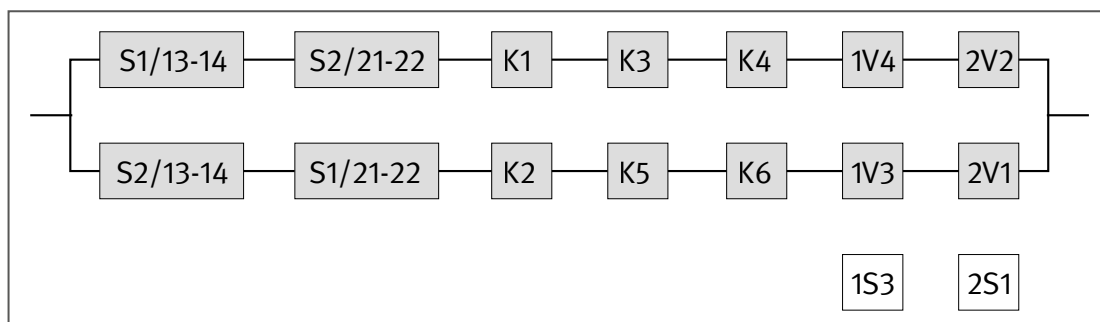 S1/13-14 S2/21-22 K1 K3 K4 1V4 2V2
S2/13-14 S1/21-22 K2 K5 K6 1V3 2V1
1S3 2S1